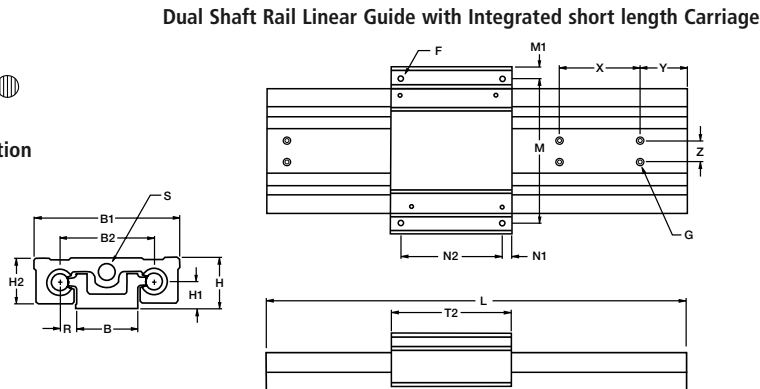 Dual Shaft Rail Linear Guide with Integrated short length Carriage
F
M1
X
Y
tion
M
Z
S
B1
B2
G
H2
H1
H
N2
N1
R
B
L
T2